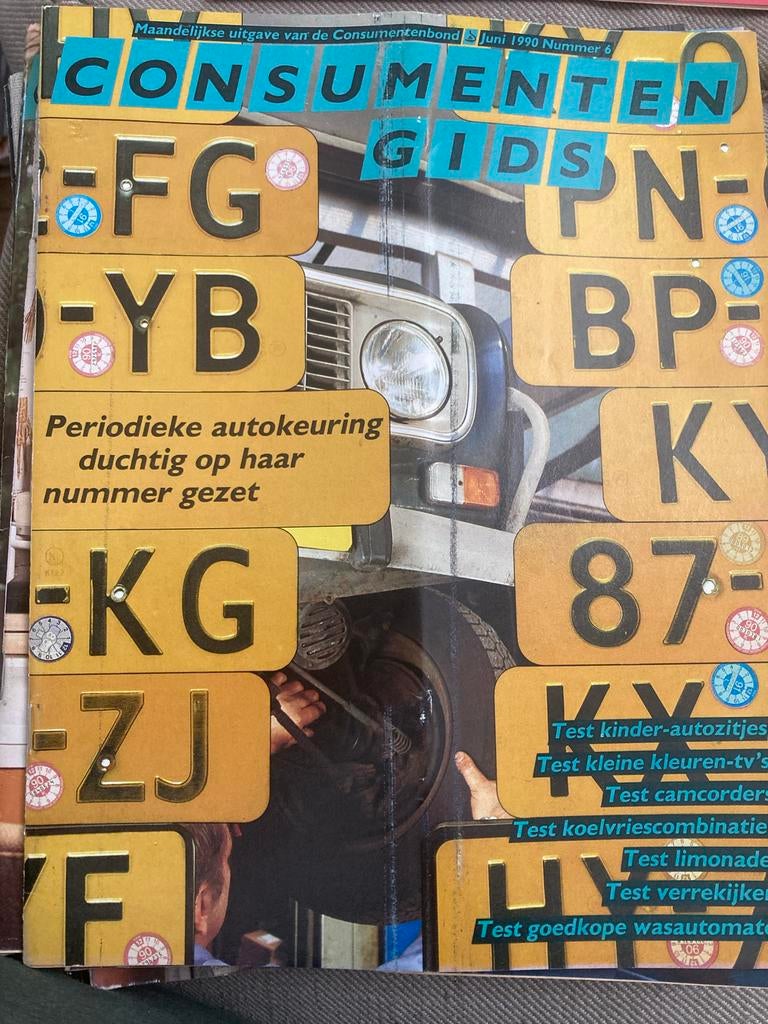 Maandelijkse uitgave van de Consumentenbond Juni 1990 Nummer 6
CONSUMENTEN
GIDS
-FG
PN-
-YB
BP-
Periodieke autokeuring
duchtig op haar
nummer gezet
KY
-KG
87-
-ZJ
KX
Test kinder-autozitjes
Test kleine kleuren-tv's
Test camcorders
Test koelvriescombinatie
Test limonade
Test verrekijker
Test goedkope wasautomat
F
HY